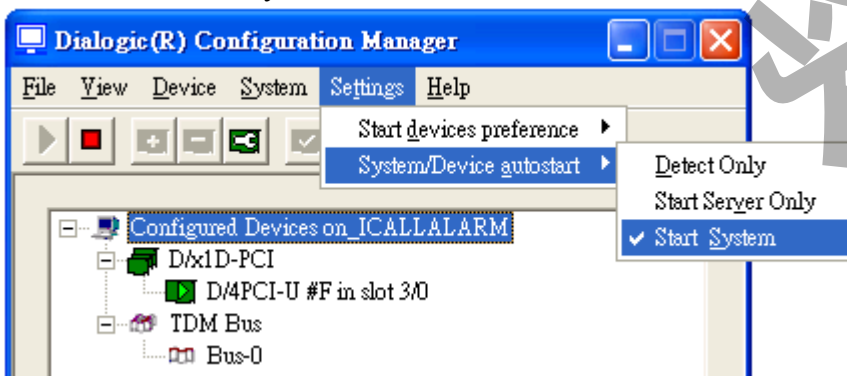 Dialogic(R) Configuration Manager
File View Device System Settings Help
Start devices preference
System/Device autostart
Detect Only
Start Server Only
Start System
Configured Devices on_ICALLALARM
D/x1D-PCI
D/4PCI-U #F in slot 3/0
TDM Bus
Bus-0